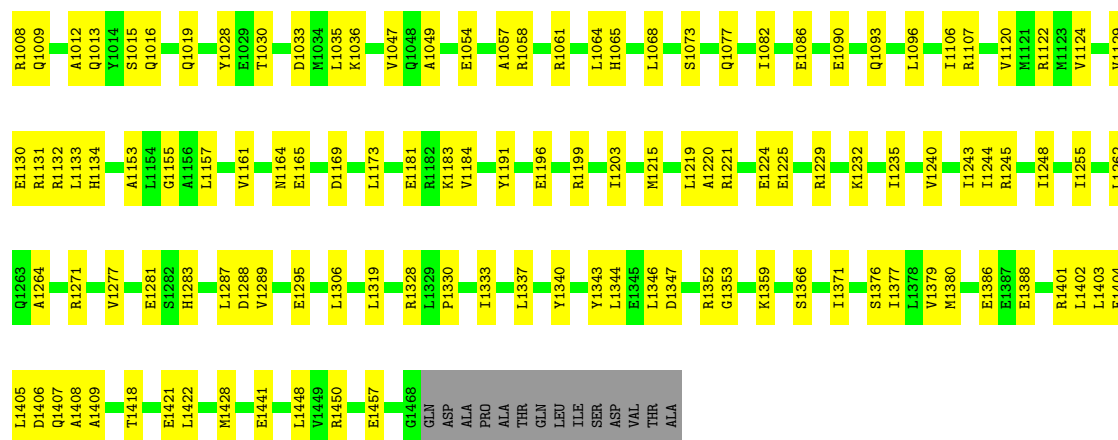 R1008 Q1009 A1012 Q1013 Y1014 S1015 Q1016 Q1019 Y1028 E1029 T1030 D1033 M1034 L1035 K1036 V1047 Q1048 A1049 E1054 A1057 R1058 R1061 L1064 H1065 L1068 S1073 Q1077 I1082 E1086 E1090 Q1093 L1096 I1106 R1107 V1120 M1121 R1122 M1123 V1124
E1130 R1131 R1132 L1133 H1134 A1153 L1154 G1155 A1156 L1157 V1161 N1164 E1165 D1169 L1173 E1181 R1182 K1183 V1184 Y1191 E1196 R1199 I1203 M1215 L1219 A1220 R1221 E1224 E1225 R1229 K1232 I1235 V1240 I1243 I1244 R1245 I1248 I1255
Q1263 A1264 R1271 V1277 E1281 S1282 H1283 L1287 D1288 V1289 E1295 L1306 L1319 R1328 L1329 P1330 I1333 L1337 Y1340 Y1343 L1344 E1345 L1346 D1347 R1352 G1353 K1359 S1366 I1371 S1376 I1377 L1378 V1379 M1380 E1386 E1387 E1388 R1401 L1402 L1403
L1405 D1406 Q1407 A1408 A1409 T1418 E1421 L1422 M1428 E1441 L1448 V1449 R1450 E1457 G1468 GLN ASP ALA PRO ALA THR GLN LEU ILE SER ASP VAL THR ALA